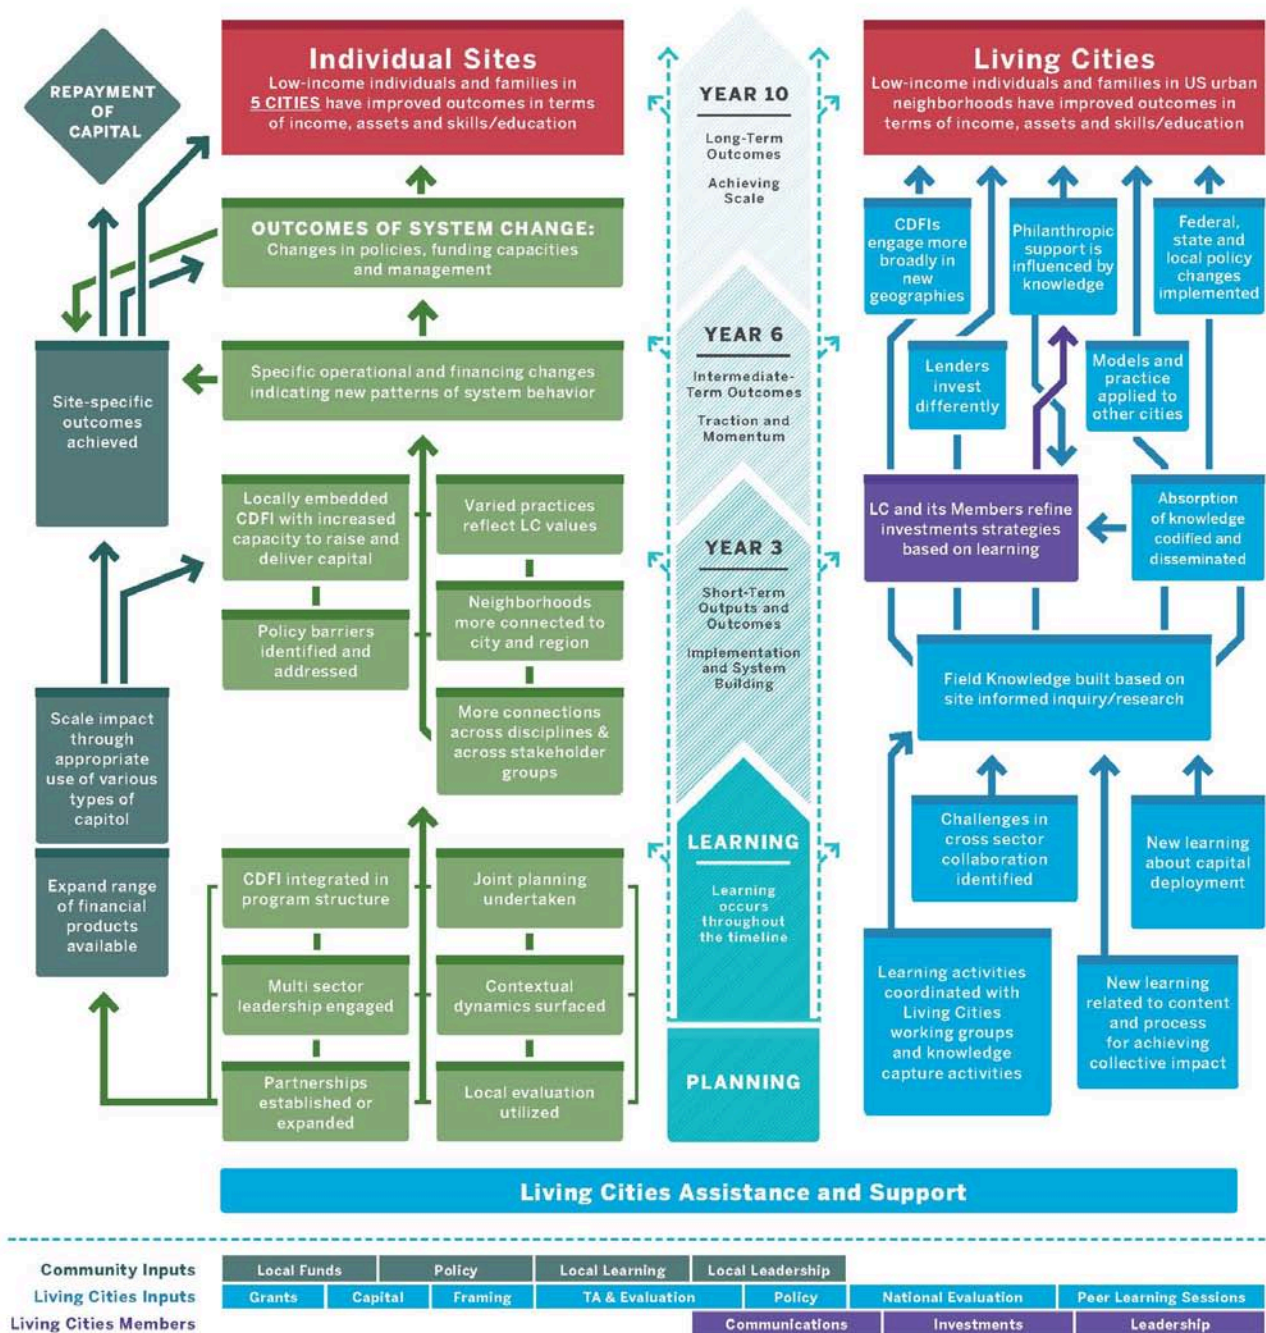 REPAYMENT
OF
CAPITAL
Individual Sites
Low-income individuals and families in
5 CITIES have improved outcomes in terms
of income, assets and skills/education
OUTCOMES OF SYSTEM CHANGE:
Changes in policies, funding capacities
and management
Specific operational and financing changes
indicating new patterns of system behavior
Site-specific
outcomes
achieved
Locally embedded
CDFI with increased
capacity to raise and
deliver capital
Varied practices
reflect LC values
Policy barriers
identified and
addressed
Neighborhoods
more connected to
city and region
More connections
across disciplines &
across stakeholder
groups
Scale impact
through
appropriate
use of various
types of
capitol
Expand range
of financial
products
available
CDFI integrated in
program structure
Joint planning
undertaken
Multi sector
leadership engaged
Contextual
dynamics surfaced
Partnerships
established or
expanded
Local evaluation
utilized
YEAR 10
Long-Term
Outcomes
Achieving
Scale
YEAR 6
Intermediate-
Term Outcomes
Traction and
Momentum
YEAR 3
Short-Term
Outputs and
Outcomes
Implementation
and System
Building
LEARNING
Learning
occurs
throughout
the timeline
PLANNING
Living Cities
Low-income individuals and families in US urban
neighborhoods have improved outcomes in
terms of income, assets and skills/education
CDFIs
engage more
broadly in
new
geographies
Philanthropic
support is
influenced by
knowledge
Federal,
state and
local policy
changes
implemented
Lenders
invest
differently
Models and
practice
applied to
other cities
LC and its Members refine
investments strategies
based on learning
Absorption
of knowledge
codified and
disseminated
Field Knowledge built based on
site informed inquiry/research
Challenges in
cross sector
collaboration
identified
New learning
about capital
deployment
Learning activities
coordinated with
Living Cities
working groups
and knowledge
capture activities
New learning
related to content
and process
for achieving
collective impact
Living Cities Assistance and Support
Community Inputs
Local Funds
Policy
Local Learning
Local Leadership
Living Cities Inputs
Grants
Capital
Framing
TA & Evaluation
Policy
National Evaluation
Peer Learning Sessions
Living Cities Members
Communications
Investments
Leadership